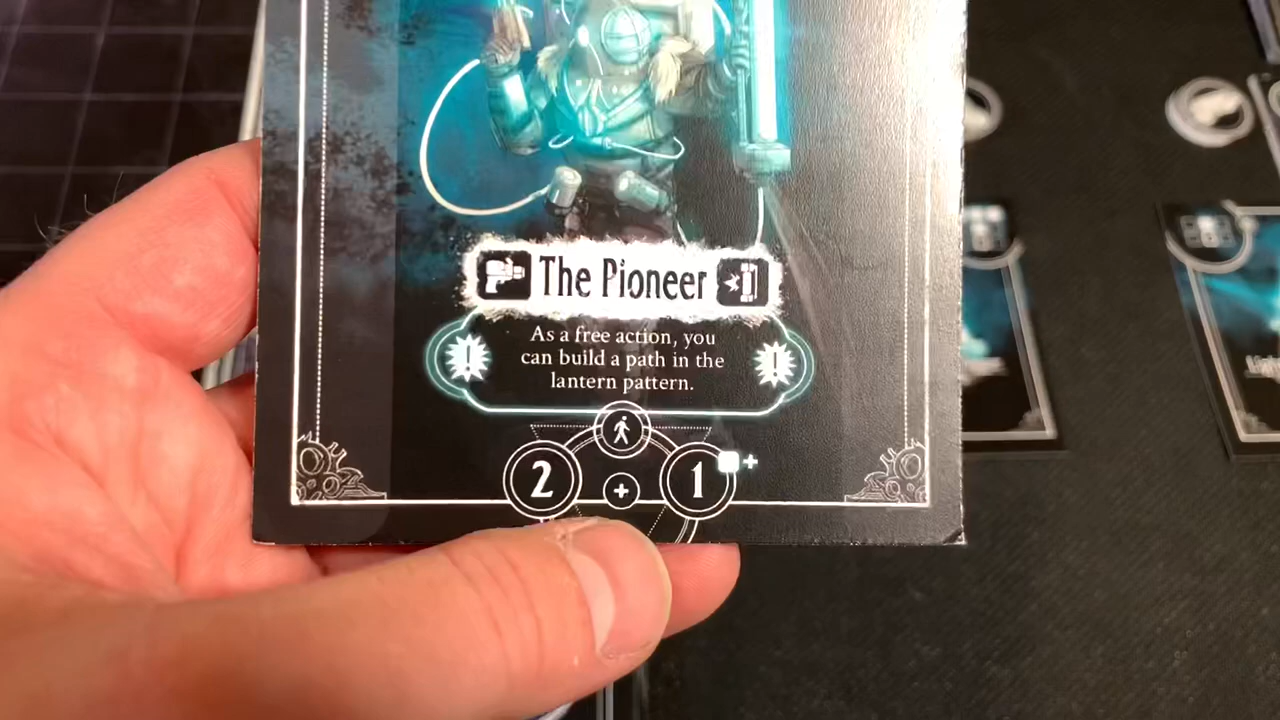 The Pioneer
As a free action, you
can build a path in the
lantern pattern.
2 + 1 +